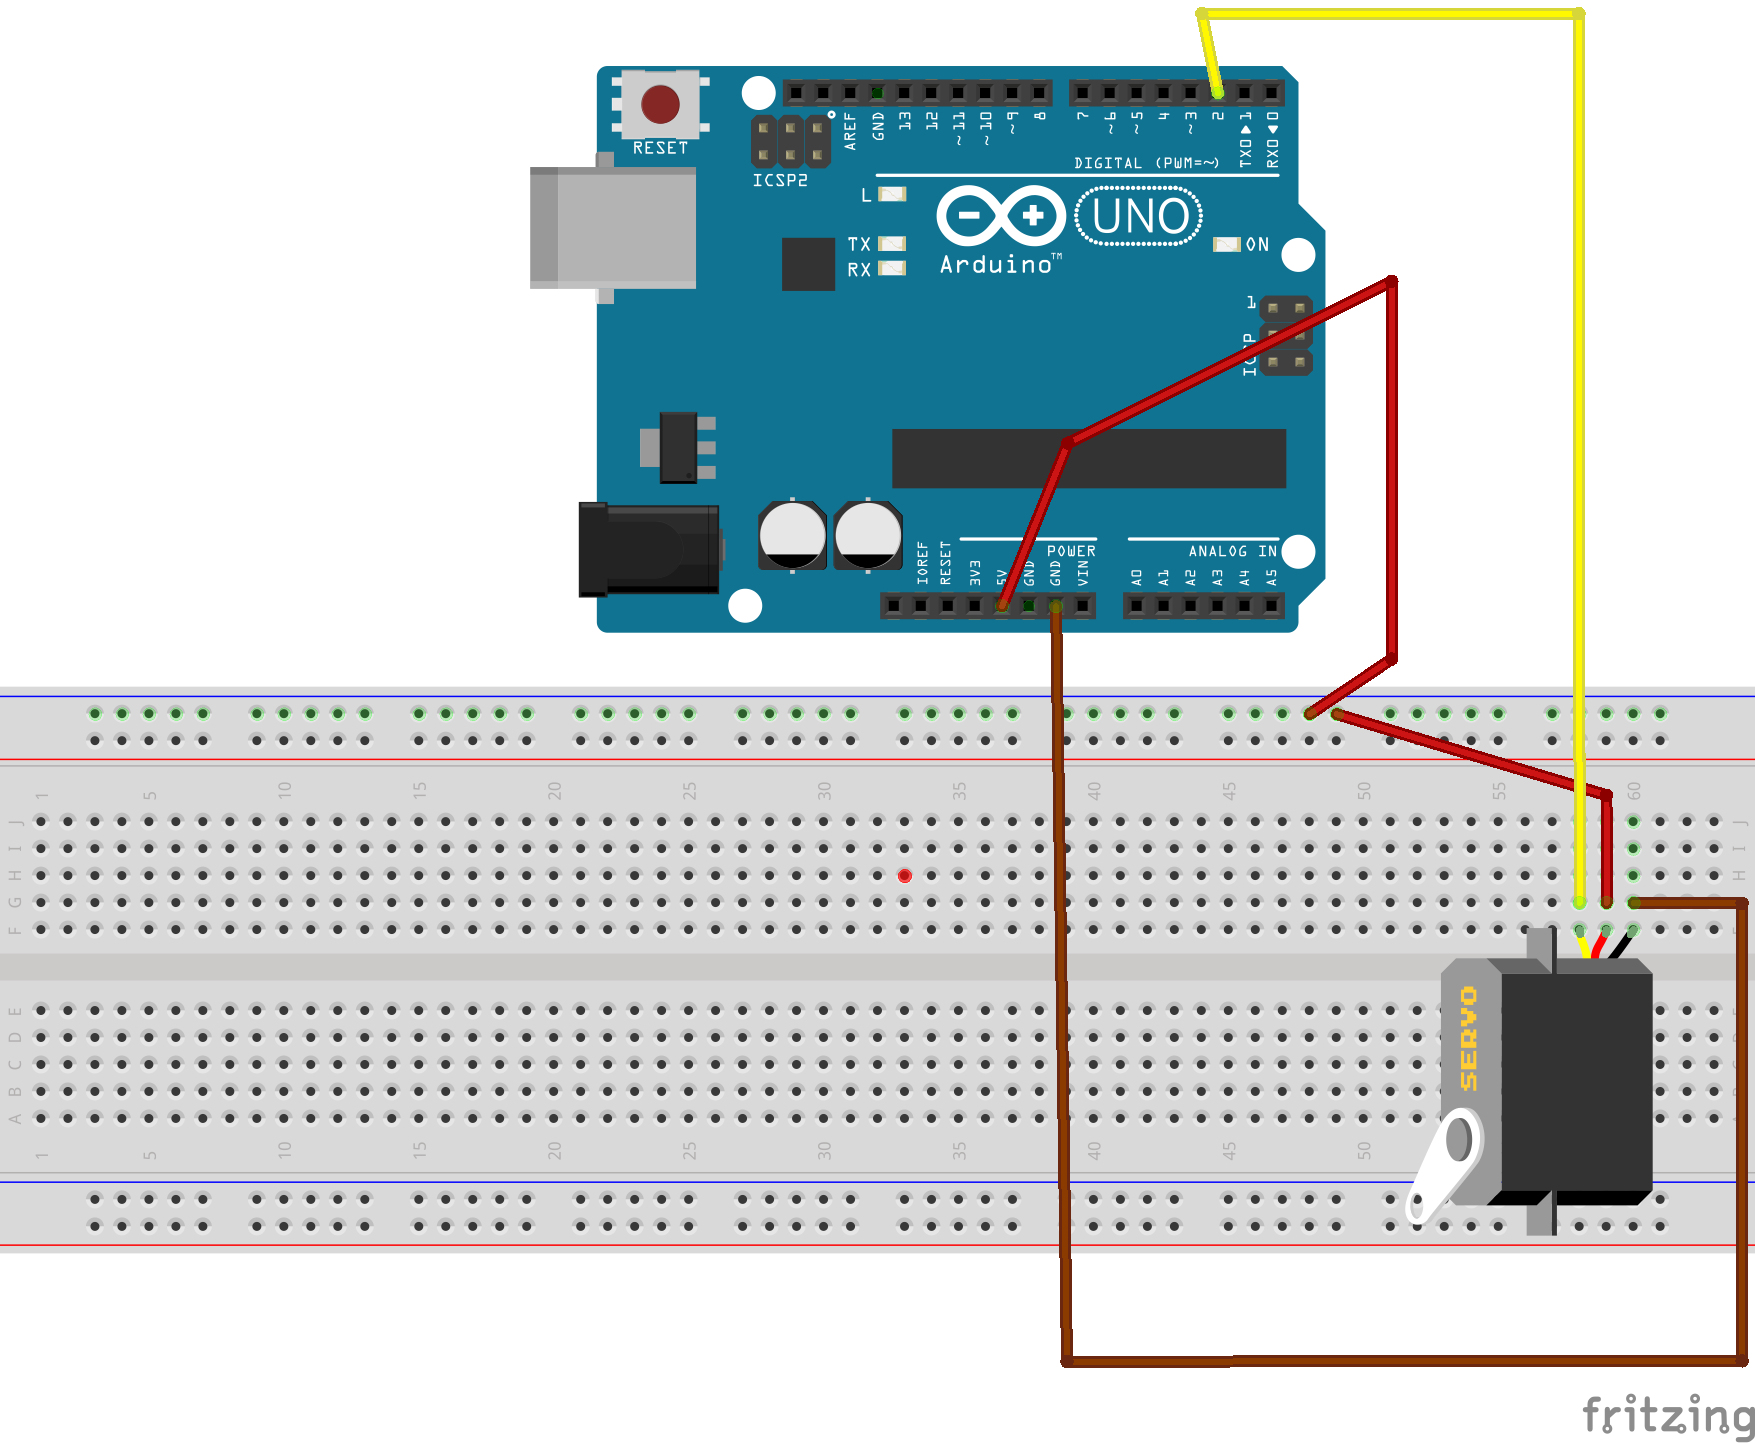 RESET
ICSP2
AREF
GND
13
12
~11
~10
~9
8
7
~6
~5
4
~3
2
TX0▶1
RX0◀0
DIGITAL (PWM=~)
L
TX
RX
UNO
ON
Arduino™
1
IOREF
RESET
3V3
5V
GND
GND
VIN
POWER
ANALOG IN
A0
A1
A2
A3
A4
A5
1 5 10 15 20 25 30 35 40 45 50 55 60
J J
I I
H H
G
F
SERVO
E
D
C
B
A
1 5 10 15 20 25 30 35 40 45 50
fritzing